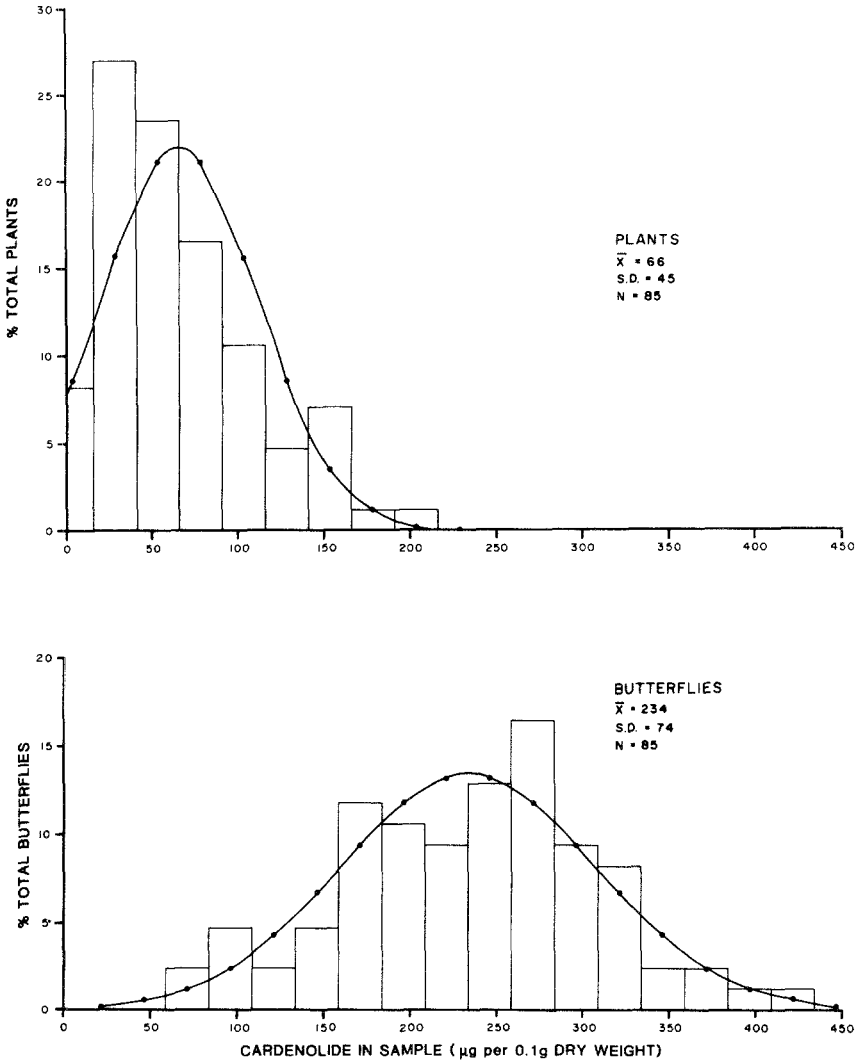 30
25
20
15
10
5
0
% TOTAL PLANTS
PLANTS
X̄ = 66
S.D. = 45
N = 85
0 50 100 150 200 250 300 350 400 450
20
15
10
5
0
% TOTAL BUTTERFLIES
BUTTERFLIES
X̄ = 234
S.D. = 74
N = 85
0 50 100 150 200 250 300 350 400 450
CARDENOLIDE IN SAMPLE (µg per 0.1g DRY WEIGHT)